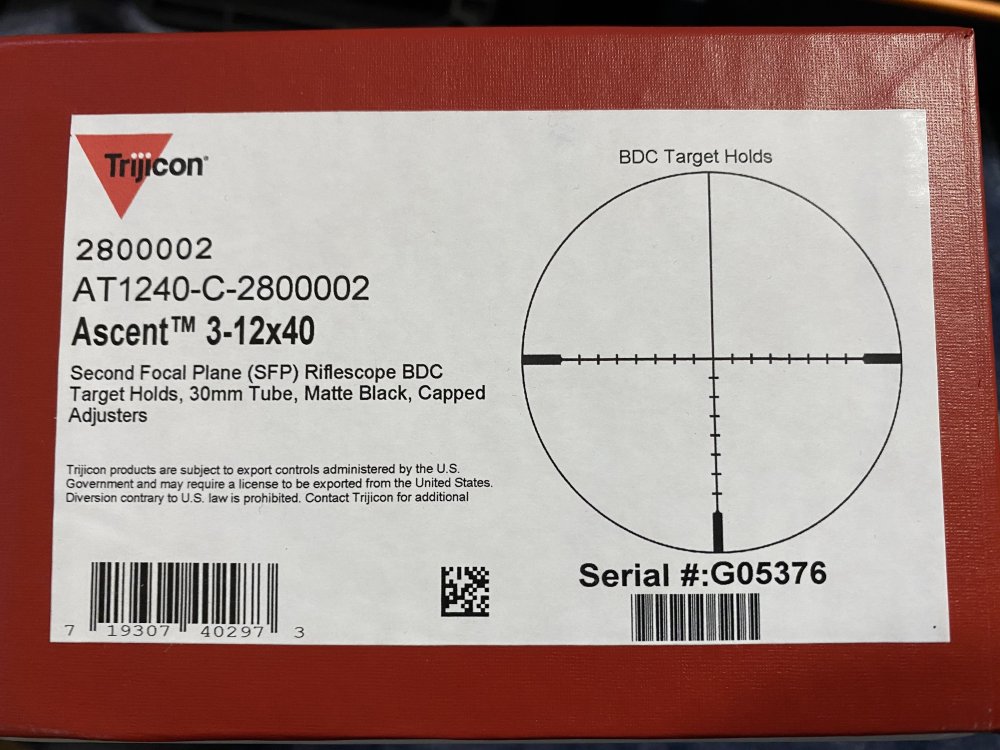 Trijicon®
2800002
AT1240-C-2800002
Ascent™ 3-12x40
Second Focal Plane (SFP) Riflescope BDC
Target Holds, 30mm Tube, Matte Black, Capped
Adjusters
Trijicon products are subject to export controls administered by the U.S.
Government and may require a license to be exported from the United States.
Diversion contrary to U.S. law is prohibited. Contact Trijicon for additional
7 19307 40297 3
BDC Target Holds
Serial #:G05376